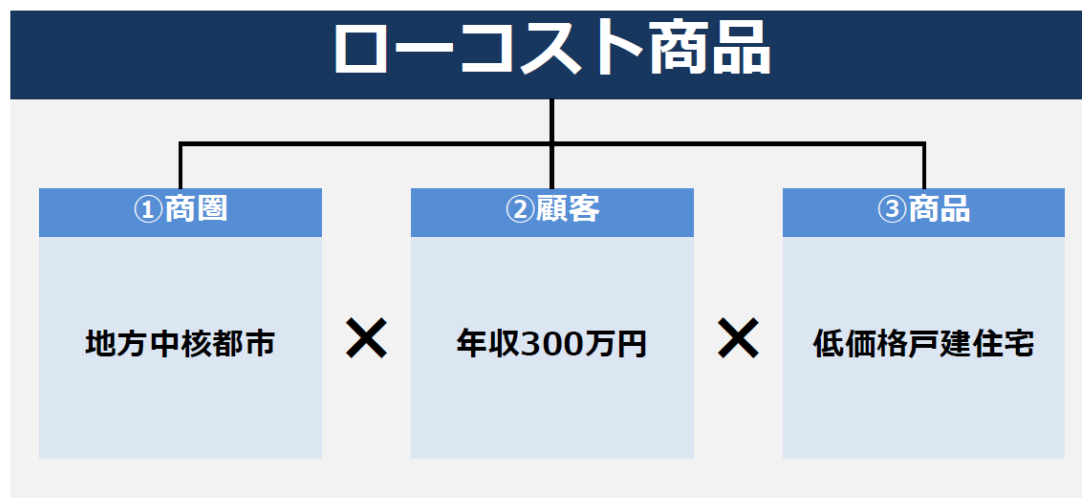 ローコスト商品
①商圏
②顧客
③商品
地方中核都市
×
年収300万円
×
低価格戸建住宅